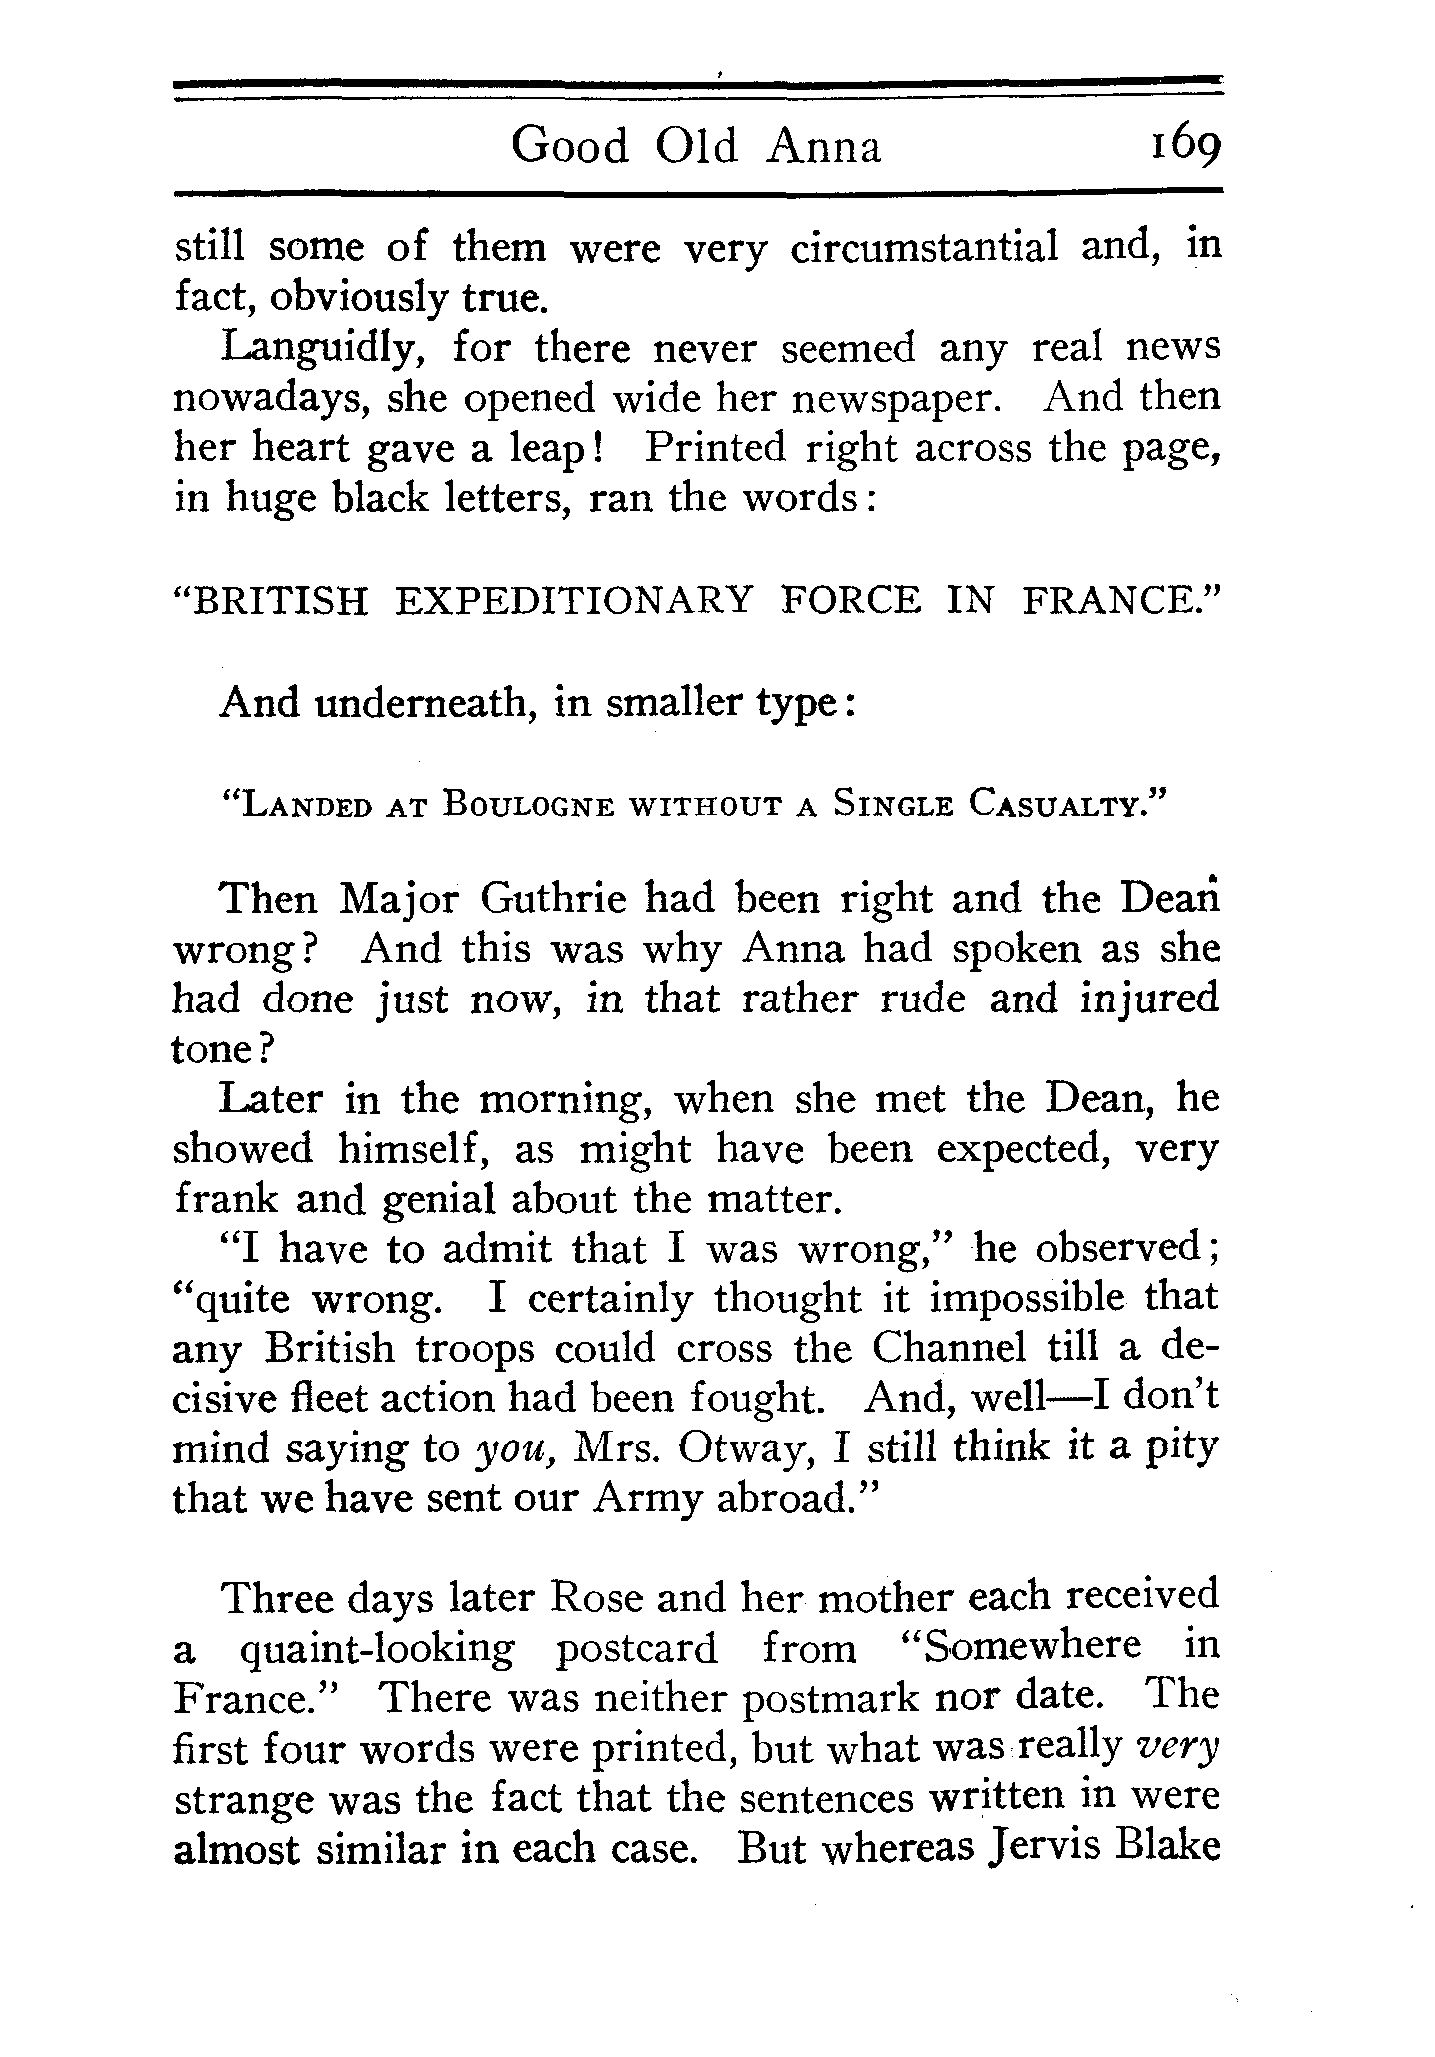 Good Old Anna 169
still some of them were very circumstantial and, in
fact, obviously true.
Languidly, for there never seemed any real news
nowadays, she opened wide her newspaper. And then
her heart gave a leap! Printed right across the page,
in huge black letters, ran the words:
“BRITISH EXPEDITIONARY FORCE IN FRANCE.”
And underneath, in smaller type:
“Landed at Boulogne without a Single Casualty.”
Then Major Guthrie had been right and the Dean
wrong? And this was why Anna had spoken as she
had done just now, in that rather rude and injured
tone?
Later in the morning, when she met the Dean, he
showed himself, as might have been expected, very
frank and genial about the matter.
“I have to admit that I was wrong,” he observed;
“quite wrong. I certainly thought it impossible that
any British troops could cross the Channel till a de-
cisive fleet action had been fought. And, well—I don’t
mind saying to you, Mrs. Otway, I still think it a pity
that we have sent our Army abroad.”
Three days later Rose and her mother each received
a quaint-looking postcard from “Somewhere in
France.” There was neither postmark nor date. The
first four words were printed, but what was really very
strange was the fact that the sentences written in were
almost similar in each case. But whereas Jervis Blake